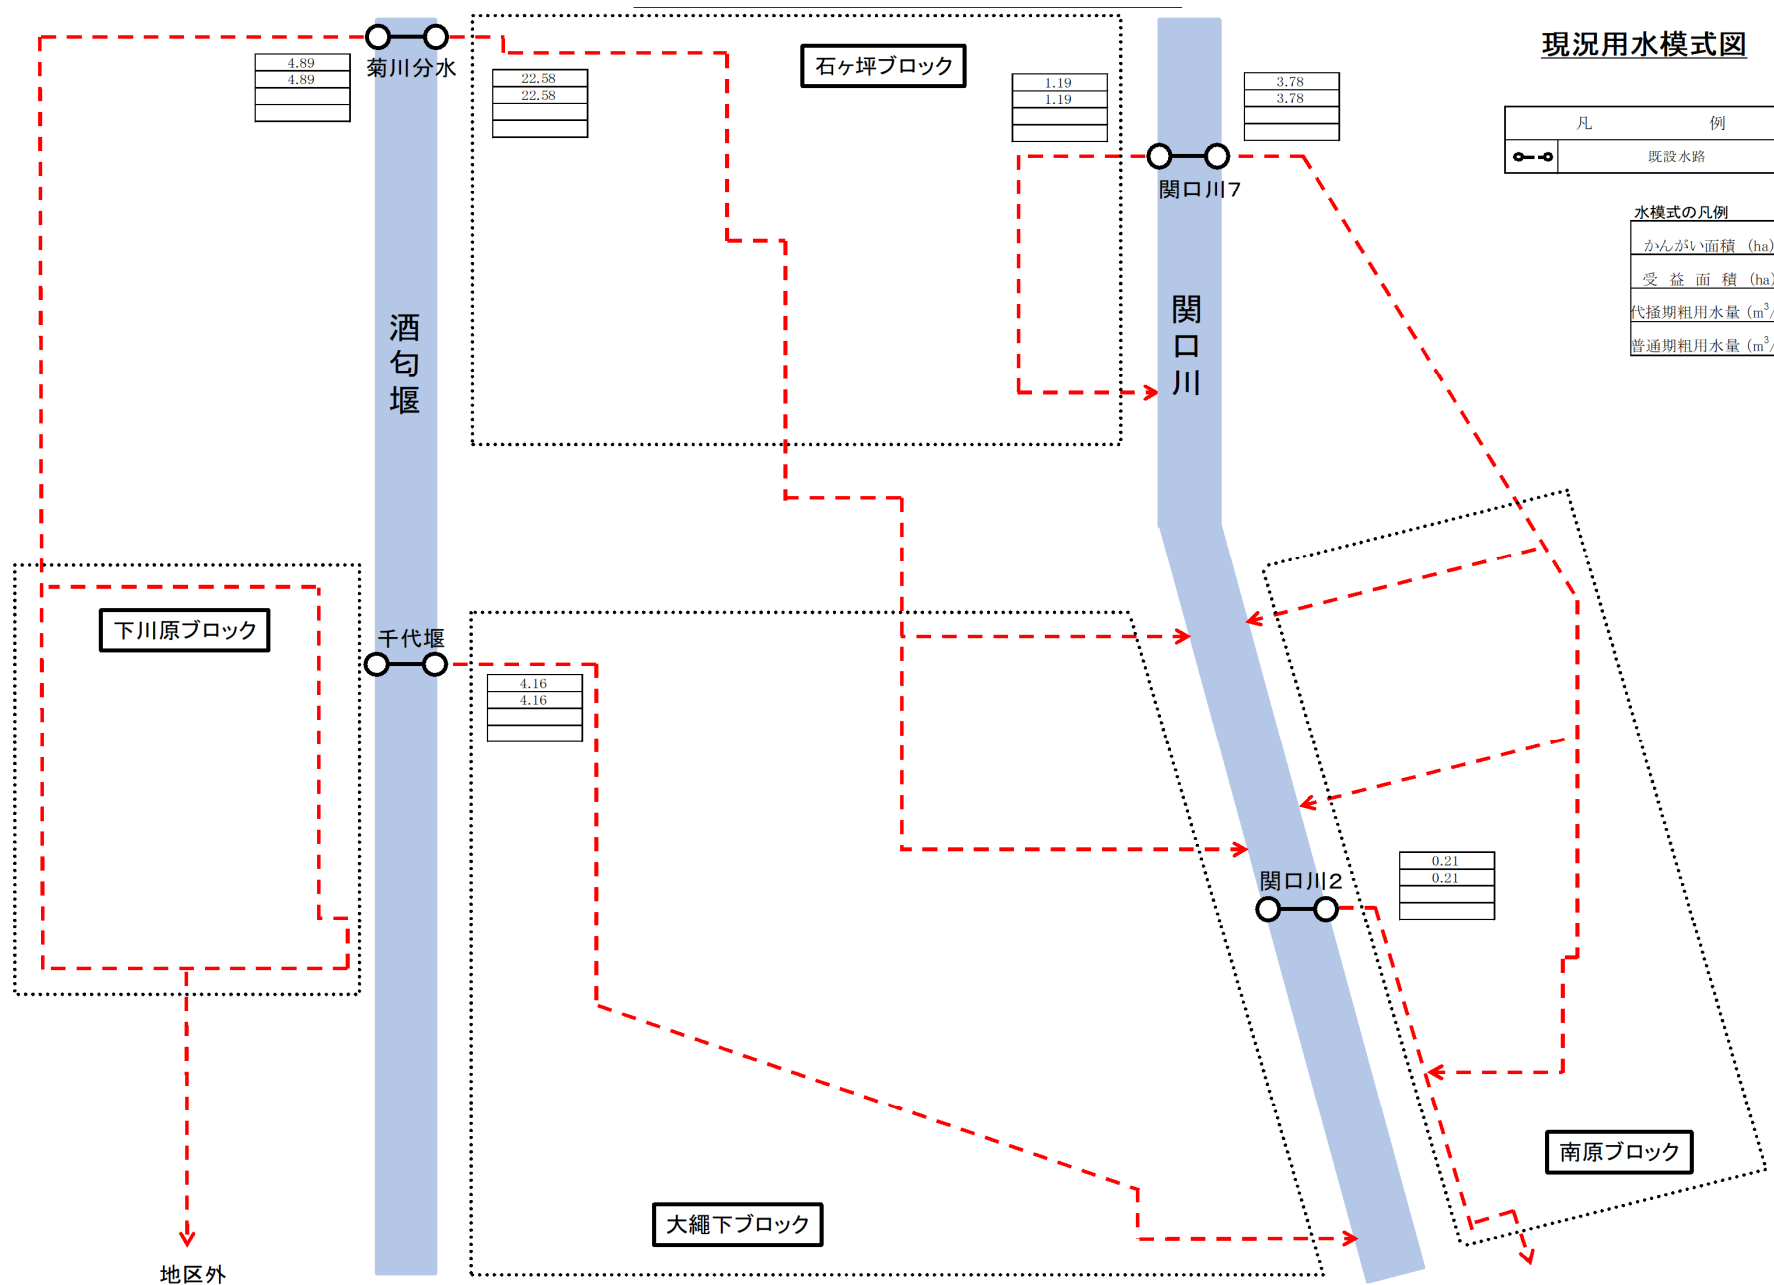 現況用水模式図
菊川分水
4.89
4.89
22.58
22.58
石ヶ坪ブロック
1.19
1.19
3.78
3.78
関口川7
凡 例
既設水路
水模式の凡例
かんがい面積 (ha)
受 益 面 積 (ha)
代掻期粗用水量 (m³/
普通期粗用水量 (m³/
酒匂堰
関口川
下川原ブロック
千代堰
4.16
4.16
関口川2
0.21
0.21
南原ブロック
大縄下ブロック
地区外